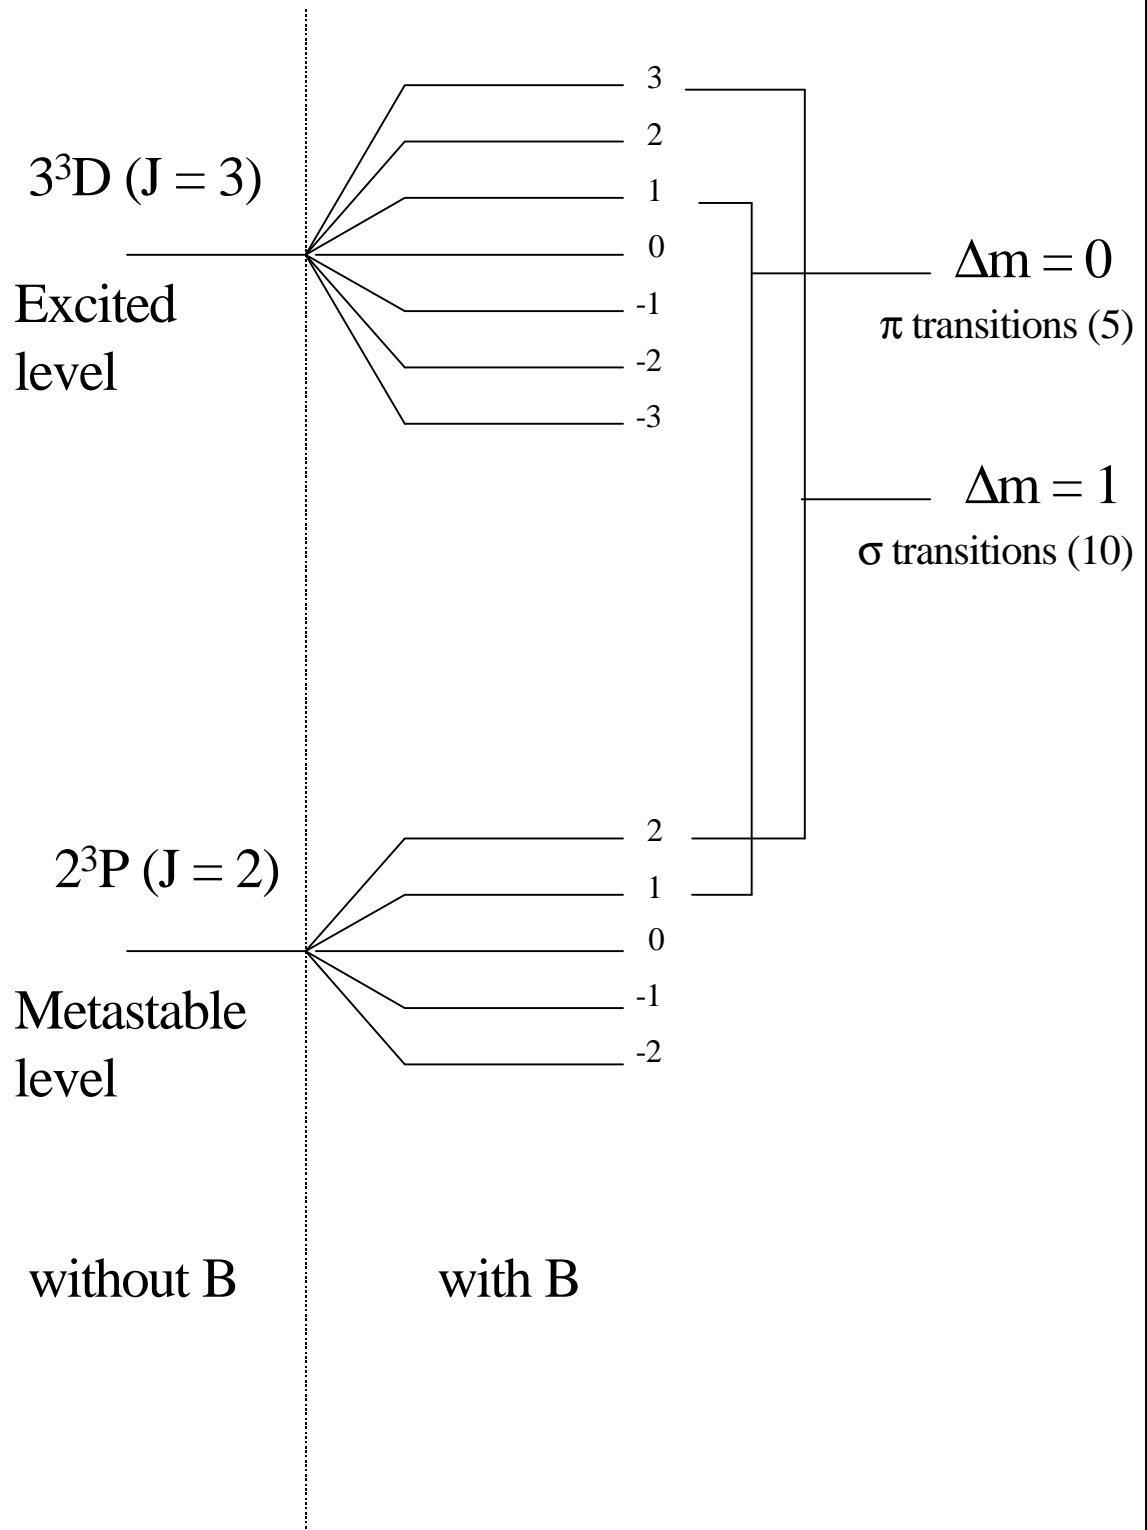 3
2
3³D (J = 3)
1
0
Δm = 0
Excited
-1
π transitions (5)
level
-2
-3
Δm = 1
σ transitions (10)
2
2³P (J = 2)
1
0
Metastable
-1
level
-2
without B
with B